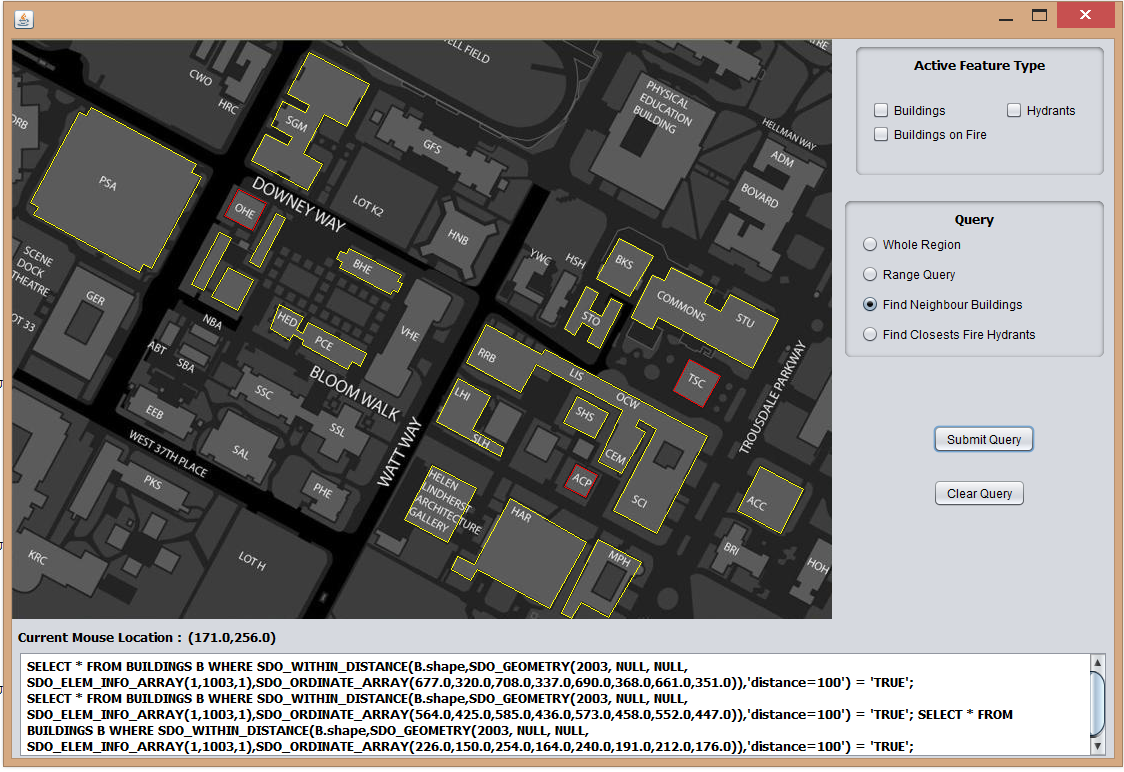 Active Feature Type
Buildings
Hydrants
Buildings on Fire
Query
Whole Region
Range Query
Find Neighbour Buildings
Find Closests Fire Hydrants
Submit Query
Clear Query
FIELD
CWO
HRC
PHYSICAL
EDUCATION
BUILDING
HELLMAN WAY
SGM
GFS
ADM
BOVARD
PSA
DOWNEY WAY
LOT K2
OHE
HNB
YWC
HSH
BKS
SCENE
DOCK
THEATRE
BHE
GER
COMMONS
STU
STO
NBA
HED
PCE
VHE
ABT
SBA
RRB
LIS
TSC
TROUSDALE PARKWAY
BLOOM WALK
SSC
OCW
LHI
SHS
EEB
SSL
WATT WAY
SLH
CEM
WEST 37TH PLACE
SAL
PKS
PHE
HELEN
LINDHERST
ARCHITECTURE
GALLERY
ACP
SCI
ACC
HAR
KRC
LOT H
MPH
BRI
HOH
Current Mouse Location : (171.0,256.0)
SELECT * FROM BUILDINGS B WHERE SDO_WITHIN_DISTANCE(B.shape,SDO_GEOMETRY(2003, NULL, NULL,
SDO_ELEM_INFO_ARRAY(1,1003,1),SDO_ORDINATE_ARRAY(677.0,320.0,708.0,337.0,690.0,368.0,661.0,351.0)),'distance=100') = 'TRUE';
SELECT * FROM BUILDINGS B WHERE SDO_WITHIN_DISTANCE(B.shape,SDO_GEOMETRY(2003, NULL, NULL,
SDO_ELEM_INFO_ARRAY(1,1003,1),SDO_ORDINATE_ARRAY(564.0,425.0,585.0,436.0,573.0,458.0,552.0,447.0)),'distance=100') = 'TRUE'; SELECT * FROM
BUILDINGS B WHERE SDO_WITHIN_DISTANCE(B.shape,SDO_GEOMETRY(2003, NULL, NULL,
SDO_ELEM_INFO_ARRAY(1,1003,1),SDO_ORDINATE_ARRAY(226.0,150.0,254.0,164.0,240.0,191.0,212.0,176.0)),'distance=100') = 'TRUE';